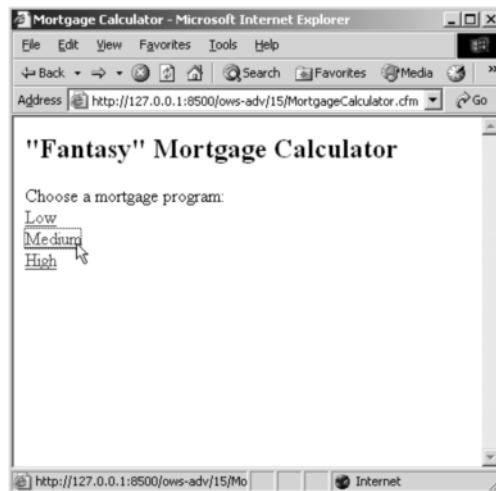 Mortgage Calculator - Microsoft Internet Explorer
File Edit View Favorites Tools Help
Back Search Favorites Media »
Address http://127.0.0.1:8500/ows-adv/15/MortgageCalculator.cfm Go
"Fantasy" Mortgage Calculator
Choose a mortgage program:
Low
Medium
High
http://127.0.0.1:8500/ows-adv/15/Mo Internet